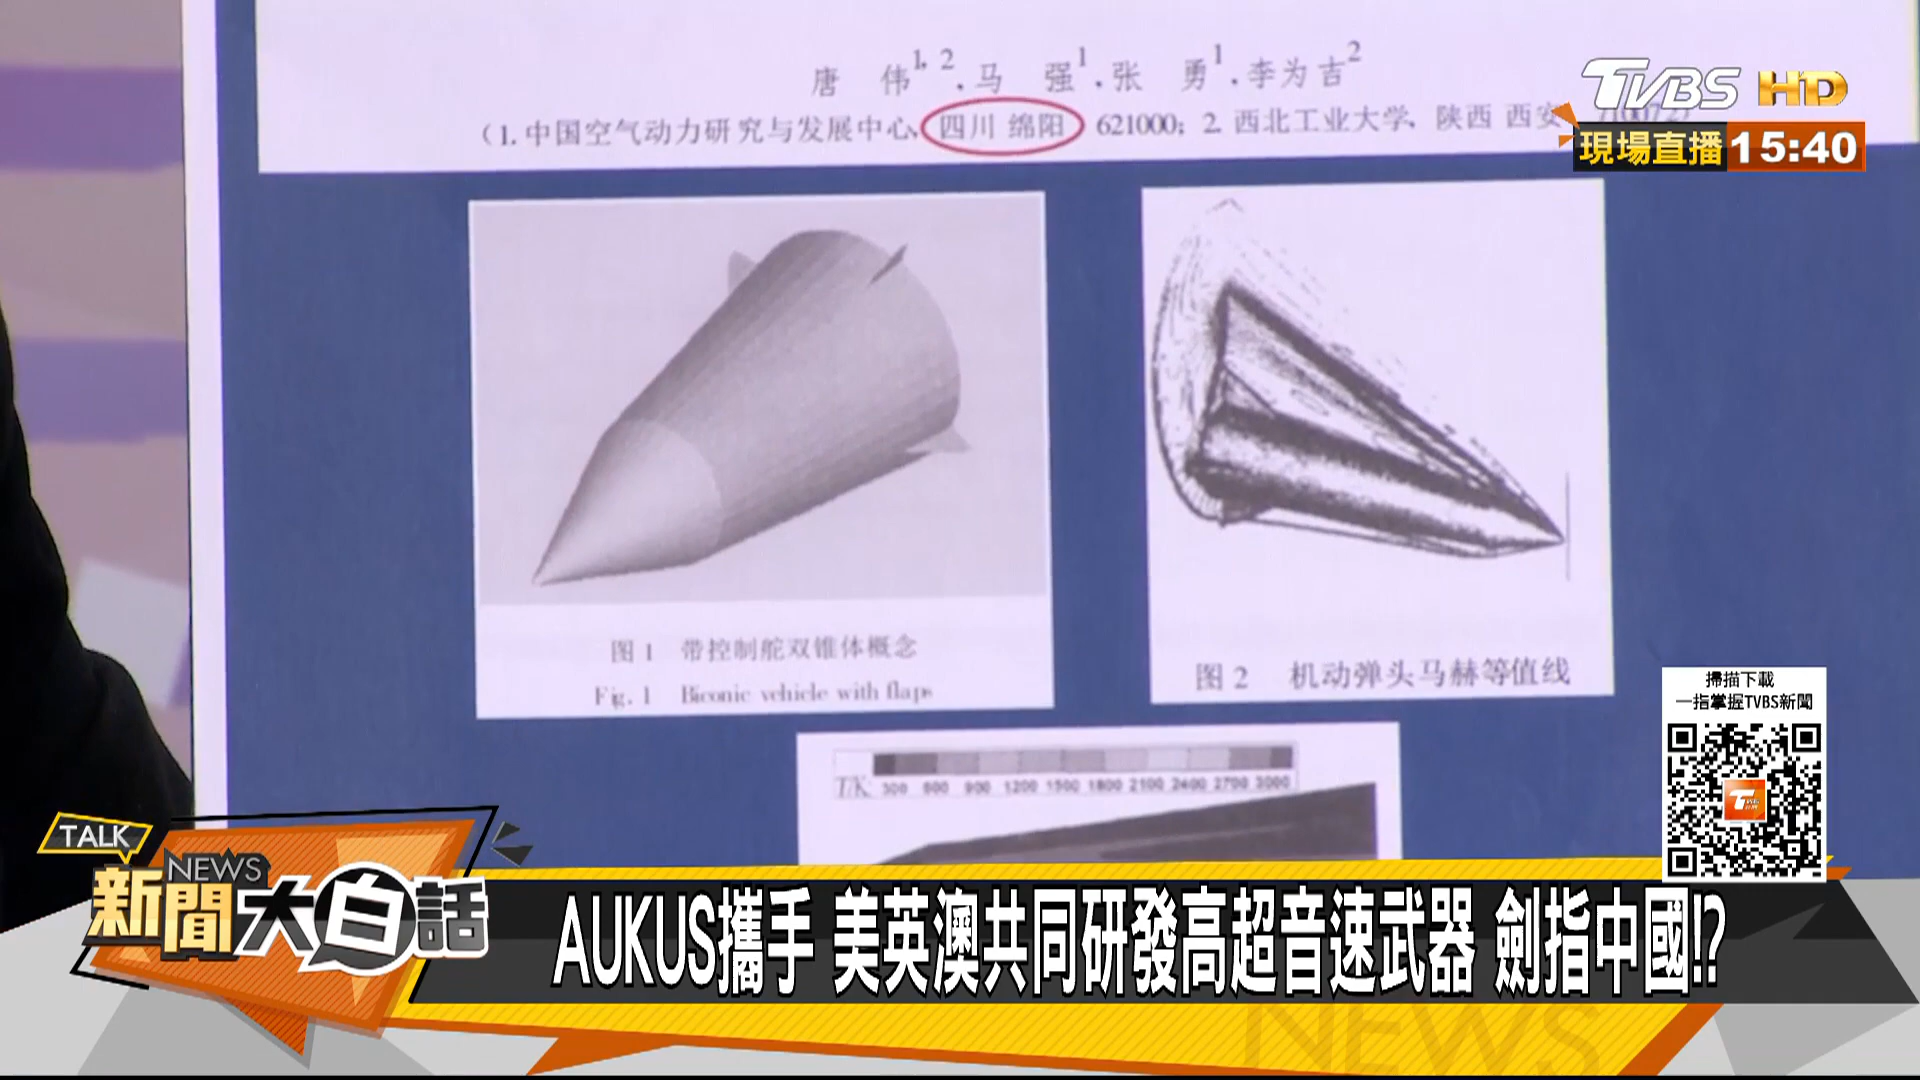 唐 伟1,2,马 强1,张 勇1,李为吉2
(1.中国空气动力研究与发展中心,四川 绵阳 621000; 2.西北工业大学,陕西 西安
TVBS HD
現場直播 15:40
图 1 带控制舵双锥体概念
Fig. 1 Biconic vehicle with flaps
图 2 机动弹头马赫等值线
T/K 300 600 900 1200 1500 1800 2100 2400 2700 3000
掃描下載
一指掌握TVBS新聞
TALK
NEWS
新聞大白話
AUKUS攜手 美英澳共同研發高超音速武器 劍指中國!?
NEWS